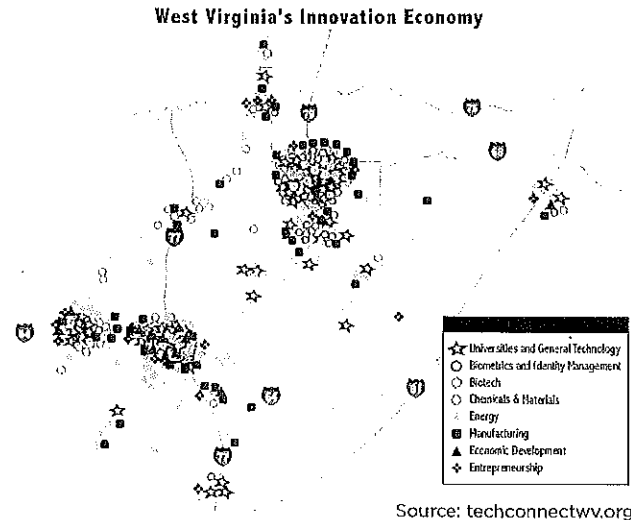 West Virginia's Innovation Economy
Universities and General Technology
Biometrics and Identity Management
Biotech
Chemicals & Materials
Energy
Manufacturing
Economic Development
Entrepreneurship
Source: techconnectwv.org